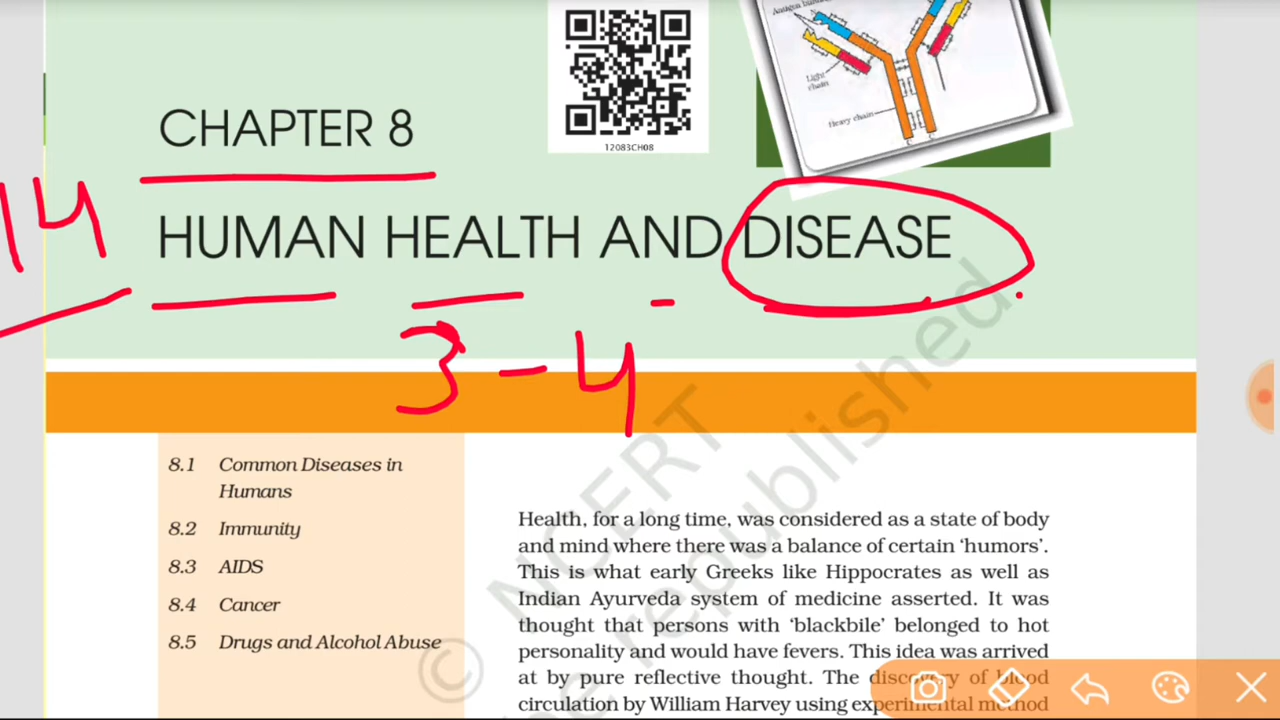 Antigen bin
Light
chain
Heavy chain
12083CH08
CHAPTER 8
14
HUMAN HEALTH AND DISEASE
3-4
8.1 Common Diseases in
Humans
8.2 Immunity
8.3 AIDS
8.4 Cancer
8.5 Drugs and Alcohol Abuse
Health, for a long time, was considered as a state of body
and mind where there was a balance of certain ‘humors’.
This is what early Greeks like Hippocrates as well as
Indian Ayurveda system of medicine asserted. It was
thought that persons with ‘blackbile’ belonged to hot
personality and would have fevers. This idea was arrived
at by pure reflective thought. The discovery of blood
circulation by William Harvey using experimental method
© NCERT
be republished.